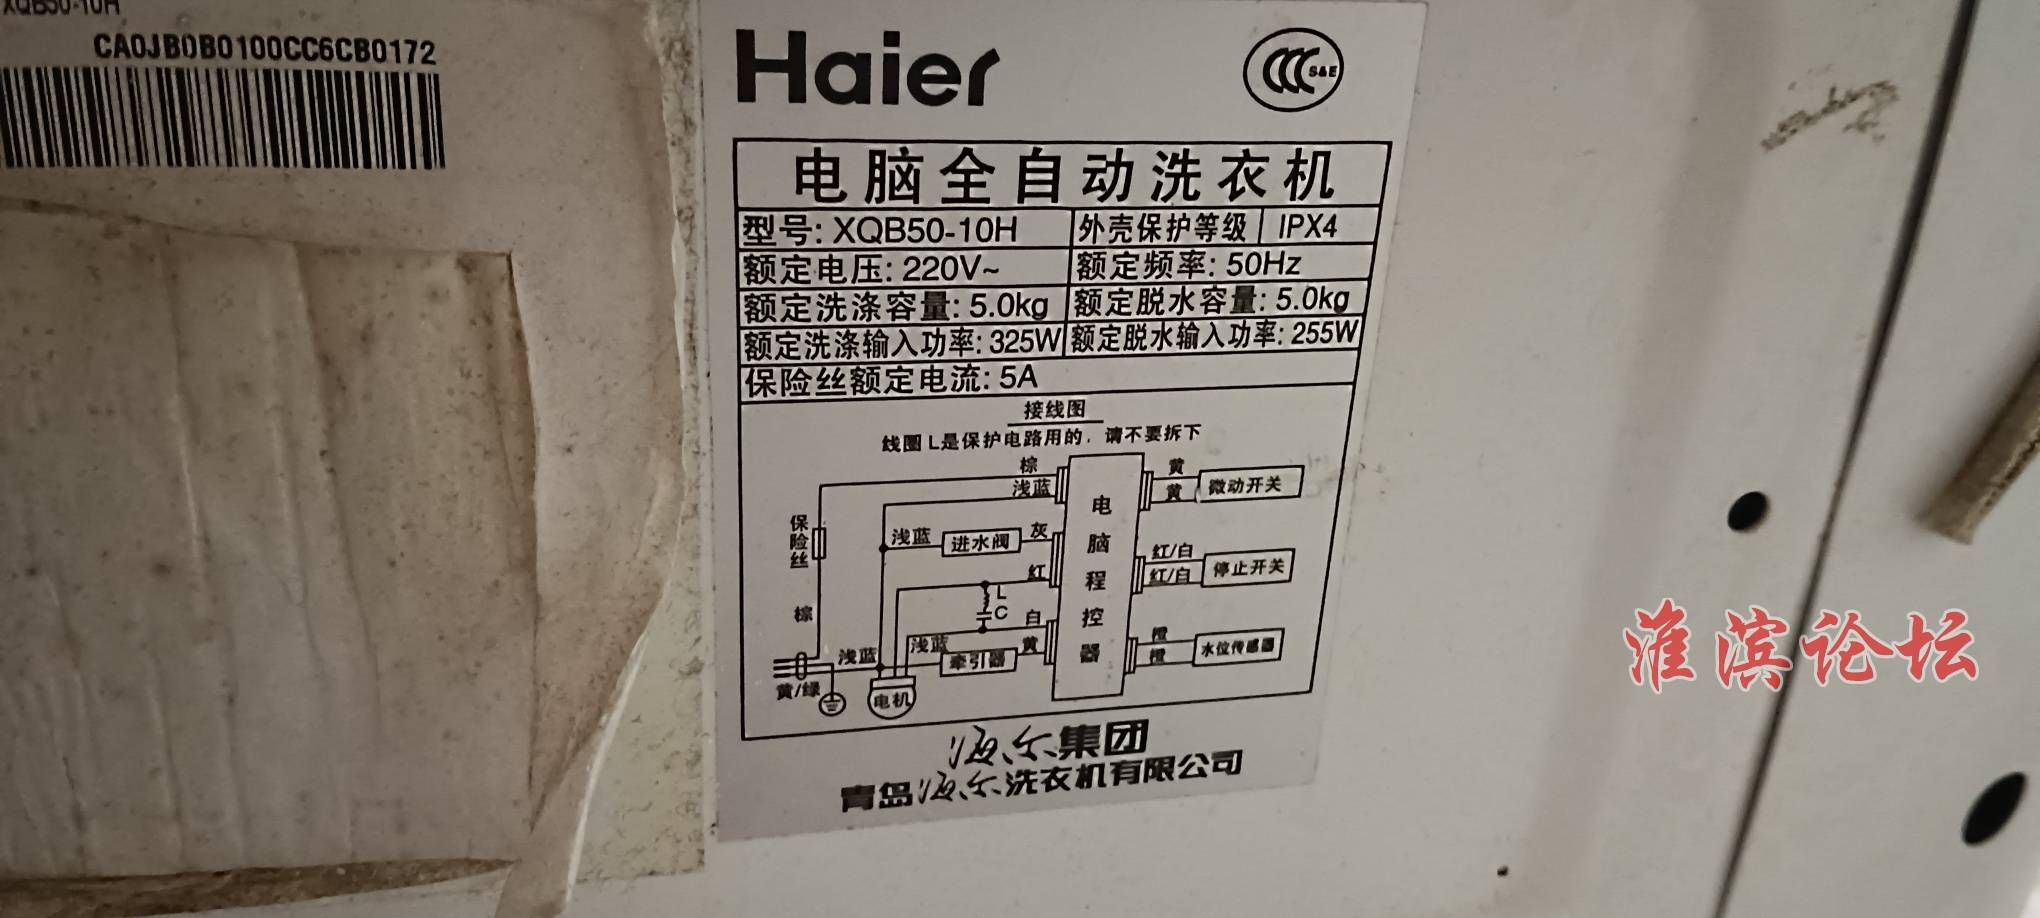 XQB50-10H
CA0JB0B0100CC6CB0172
Haier
CCC S&E
电脑全自动洗衣机
型号: XQB50-10H 外壳保护等级 IPX4
额定电压: 220V~ 额定频率: 50Hz
额定洗涤容量: 5.0kg 额定脱水容量: 5.0kg
额定洗涤输入功率: 325W 额定脱水输入功率: 255W
保险丝额定电流: 5A
接线图
线圈L是保护电路用的，请不要拆下
棕
浅蓝
保险丝
浅蓝
进水阀
灰
红
L
C
棕
白
浅蓝
浅蓝
牵引器
黄
黄/绿
电机
电脑程控器
黄
黄
微动开关
红/白
红/白
停止开关
橙
橙
水位传感器
海尔集团
青岛海尔洗衣机有限公司
淮滨论坛